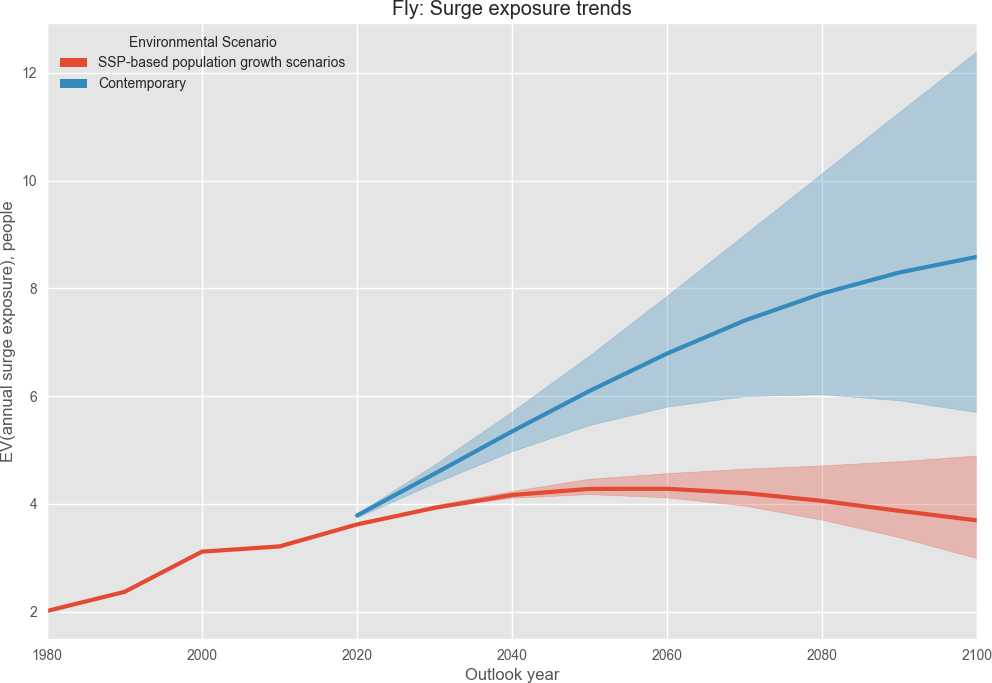 Fly: Surge exposure trends
Environmental Scenario
SSP-based population growth scenarios
Contemporary
EV(annual surge exposure), people
12
10
8
6
4
2
1980
2000
2020
2040
2060
2080
2100
Outlook year